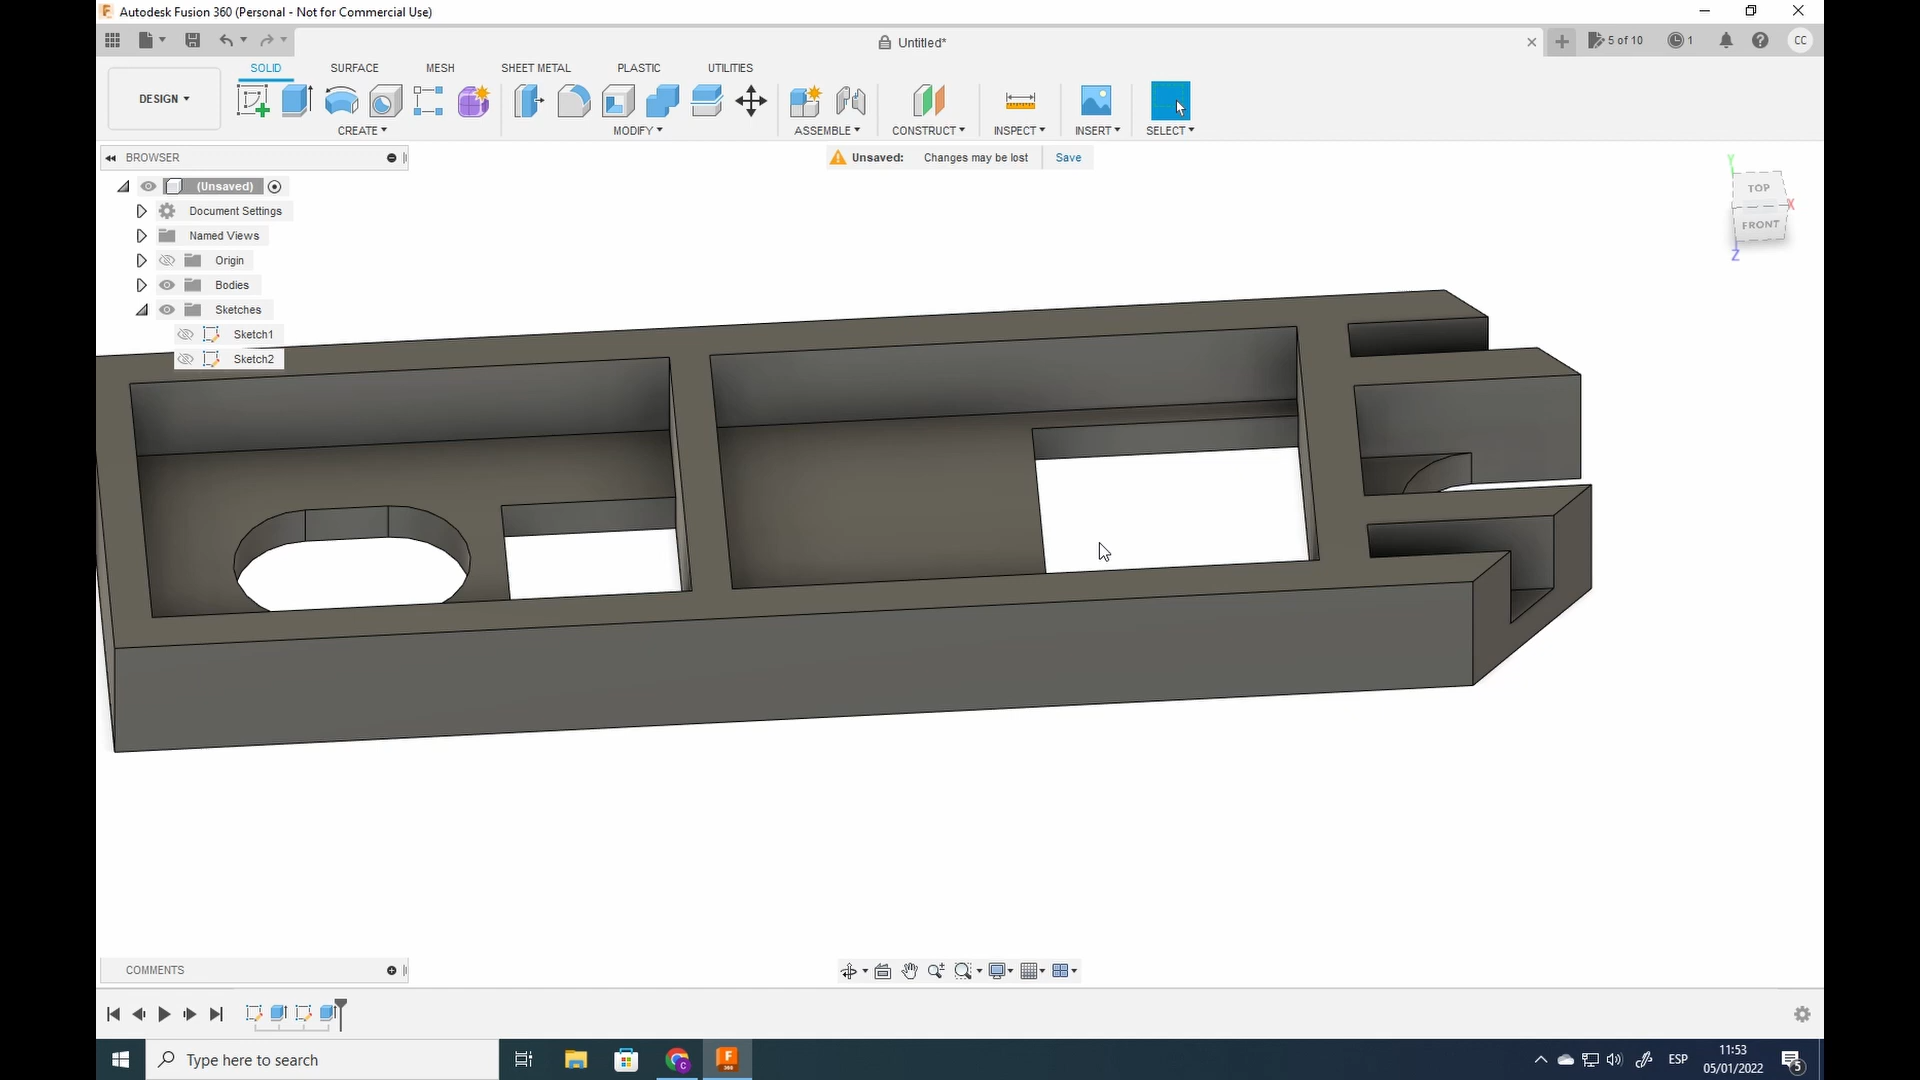 Autodesk Fusion 360 (Personal - Not for Commercial Use)
Untitled*
5 of 10
1
CC
DESIGN
SOLID
SURFACE
MESH
SHEET METAL
PLASTIC
UTILITIES
CREATE
MODIFY
ASSEMBLE
CONSTRUCT
INSPECT
INSERT
SELECT
BROWSER
Unsaved: Changes may be lost Save
(Unsaved)
Document Settings
Named Views
Origin
Bodies
Sketches
Sketch1
Sketch2
Y
TOP
X
FRONT
Z
COMMENTS
Type here to search
ESP
11:53
05/01/2022
5